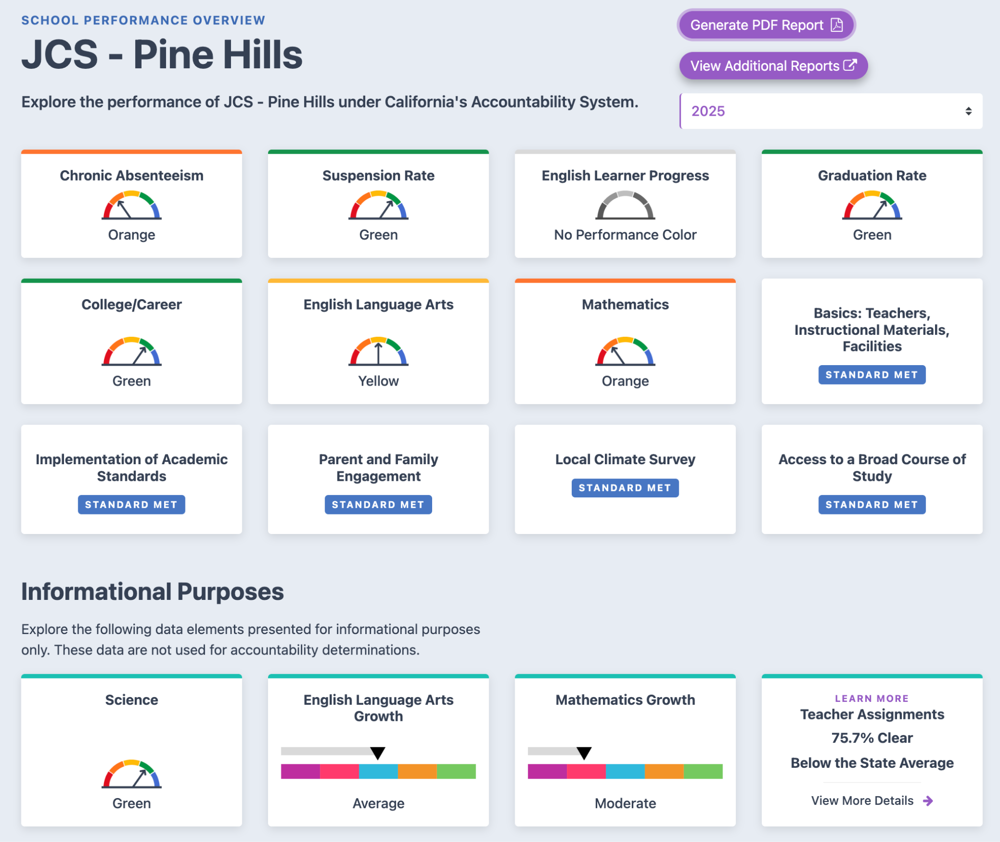 SCHOOL PERFORMANCE OVERVIEW
JCS - Pine Hills
Generate PDF Report
View Additional Reports
Explore the performance of JCS - Pine Hills under California's Accountability System.
2025
Chronic Absenteeism
Orange
Suspension Rate
Green
English Learner Progress
No Performance Color
Graduation Rate
Green
College/Career
Green
English Language Arts
Yellow
Mathematics
Orange
Basics: Teachers,
Instructional Materials,
Facilities
STANDARD MET
Implementation of Academic
Standards
STANDARD MET
Parent and Family
Engagement
STANDARD MET
Local Climate Survey
STANDARD MET
Access to a Broad Course of
Study
STANDARD MET
Informational Purposes
Explore the following data elements presented for informational purposes
only. These data are not used for accountability determinations.
Science
Green
English Language Arts
Growth
Average
Mathematics Growth
Moderate
LEARN MORE
Teacher Assignments
75.7% Clear
Below the State Average
View More Details